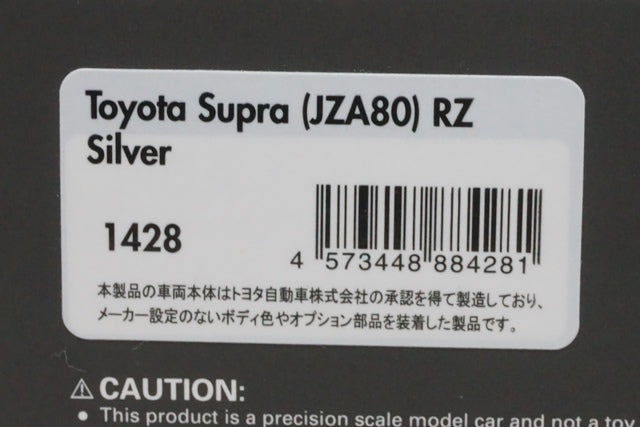 Toyota Supra (JZA80) RZ
Silver
1428
4 573448 884281
本製品の車両本体はトヨタ自動車株式会社の承認を得て製造しており、
メーカー設定のないボディ色やオプション部品を装着した製品です。
⚠ CAUTION:
• This product is a precision scale model car and not a toy